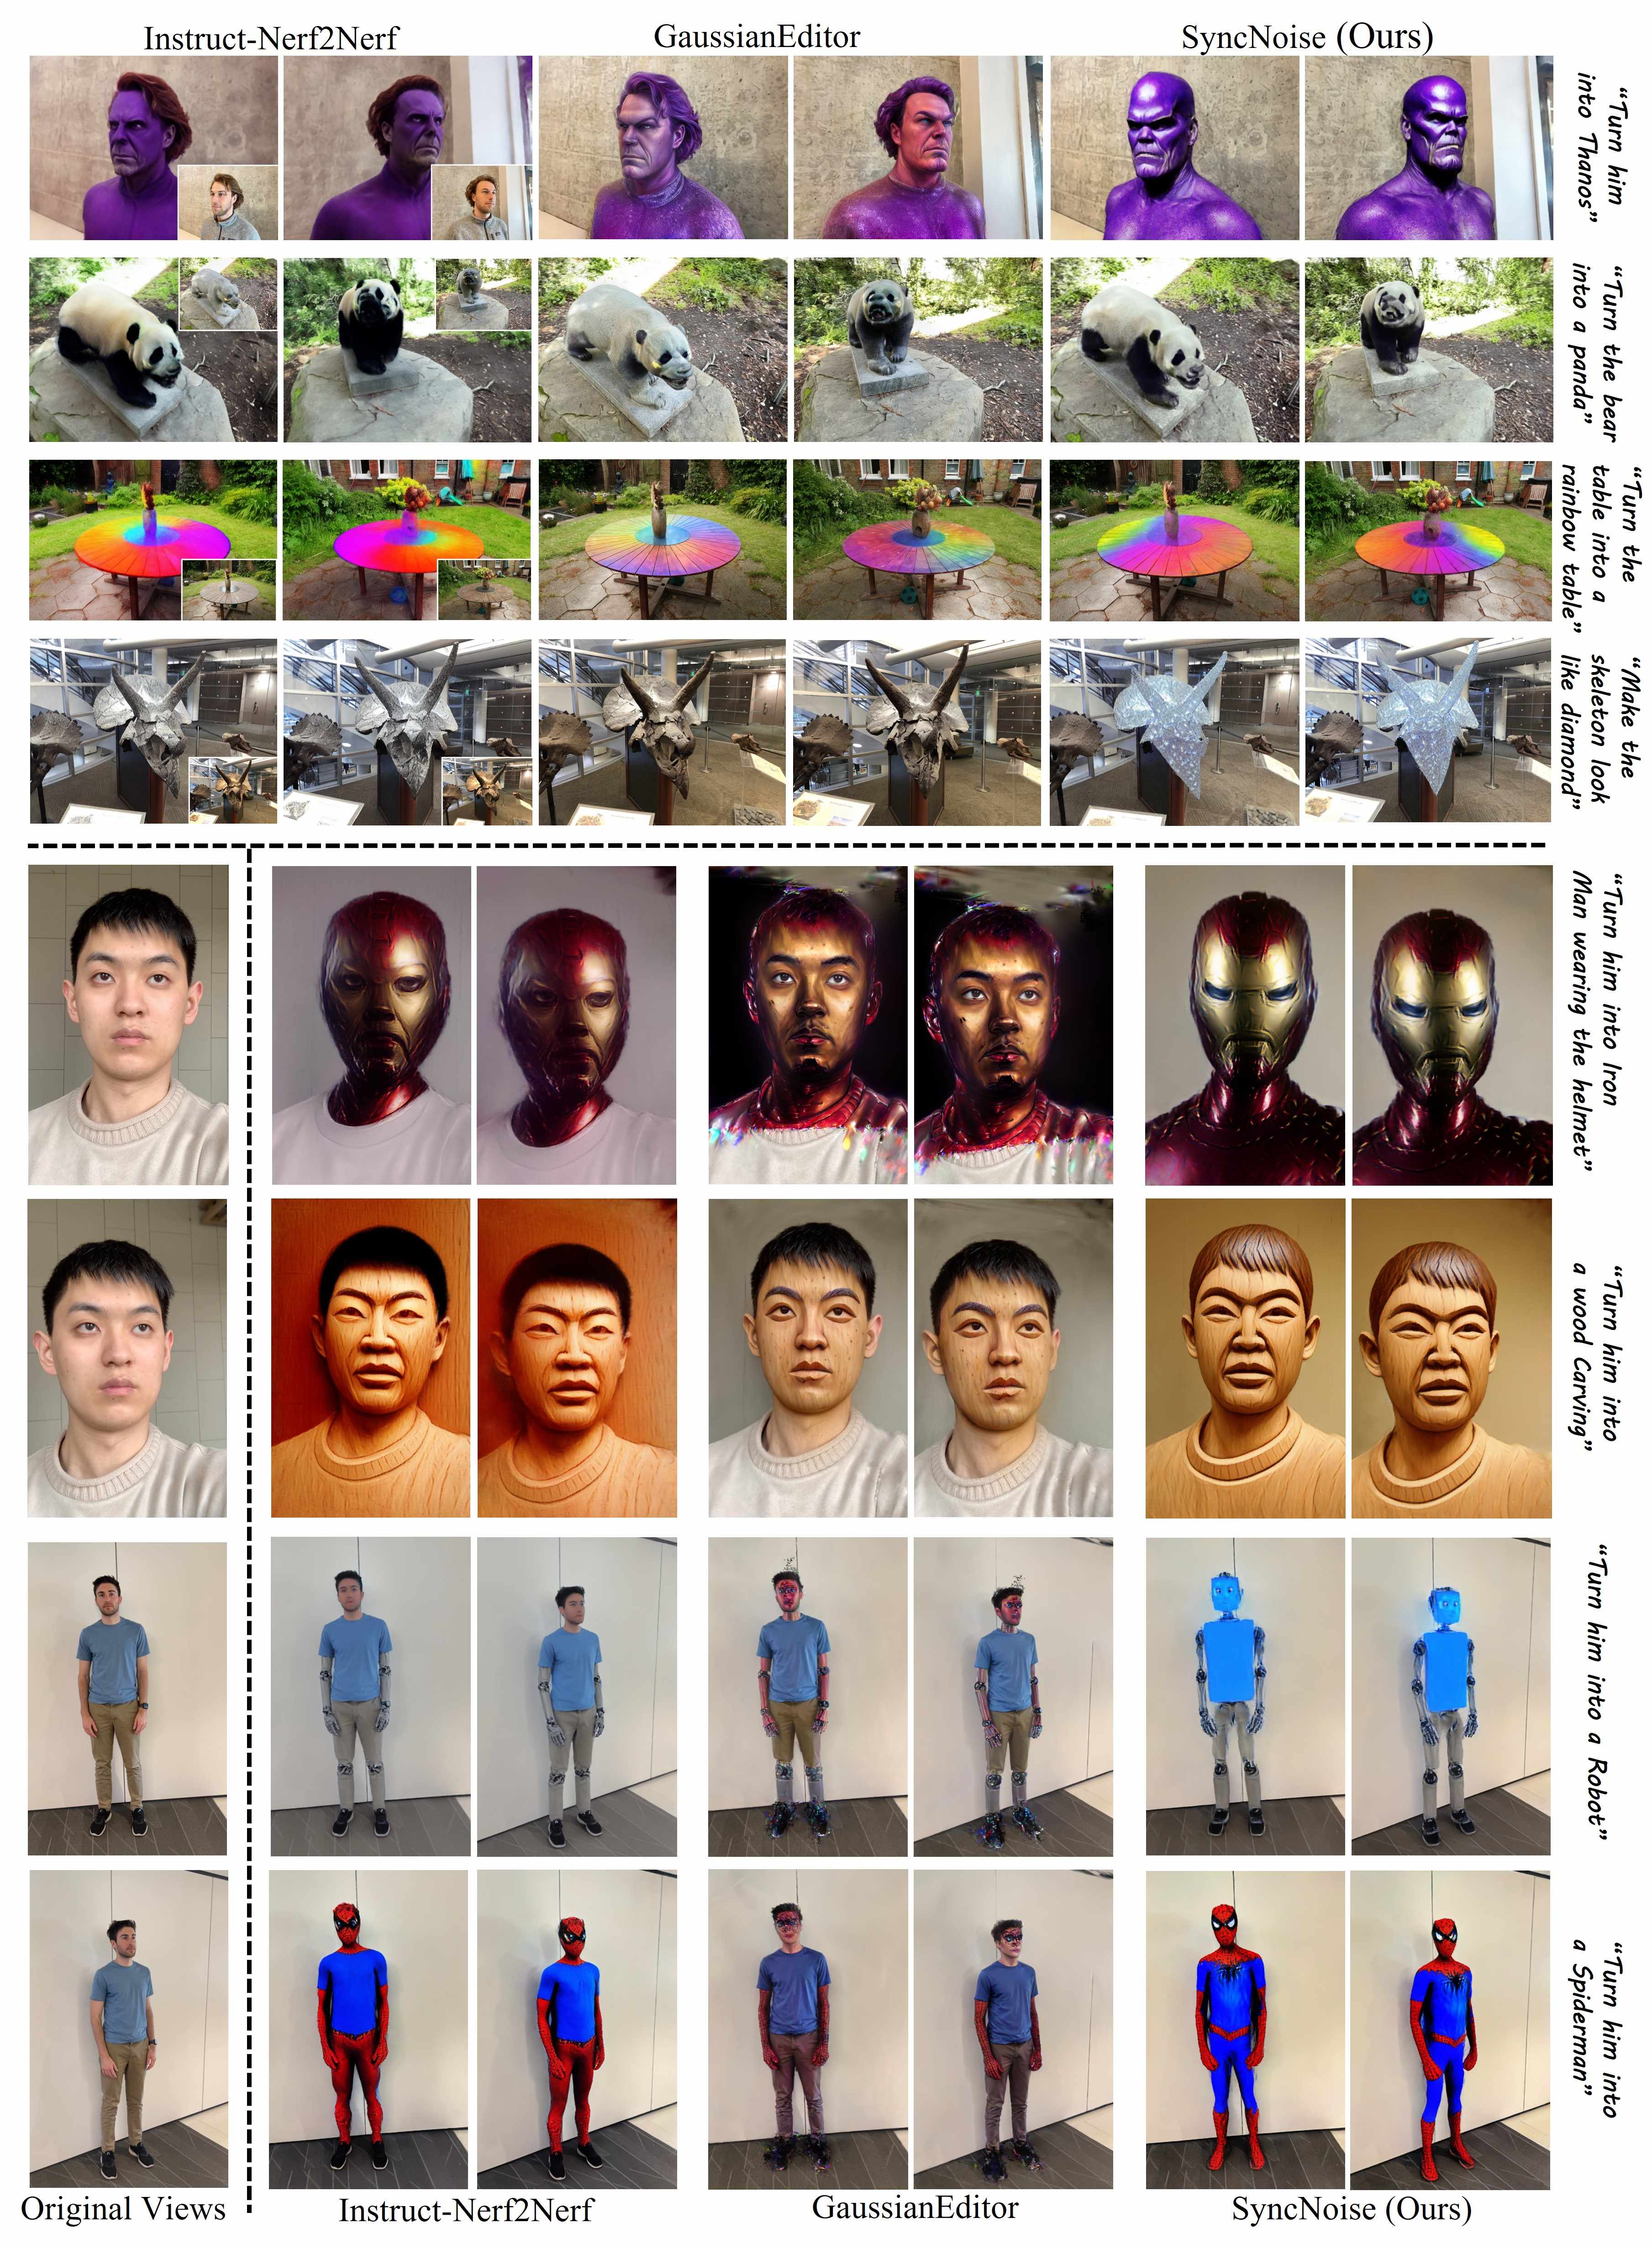 Instruct-Nerf2Nerf
GaussianEditor
SyncNoise (Ours)
“Turn him
into Thanos”
“Turn the bear
into a panda”
“Turn the
table into a
rainbow table”
“Make the
skeleton look
like diamond”
“Turn him into Iron
Man wearing the helmet”
“Turn him into
a wood Carving”
“Turn him into a Robot”
“Turn him into
a Spiderman”
Original Views
Instruct-Nerf2Nerf
GaussianEditor
SyncNoise (Ours)